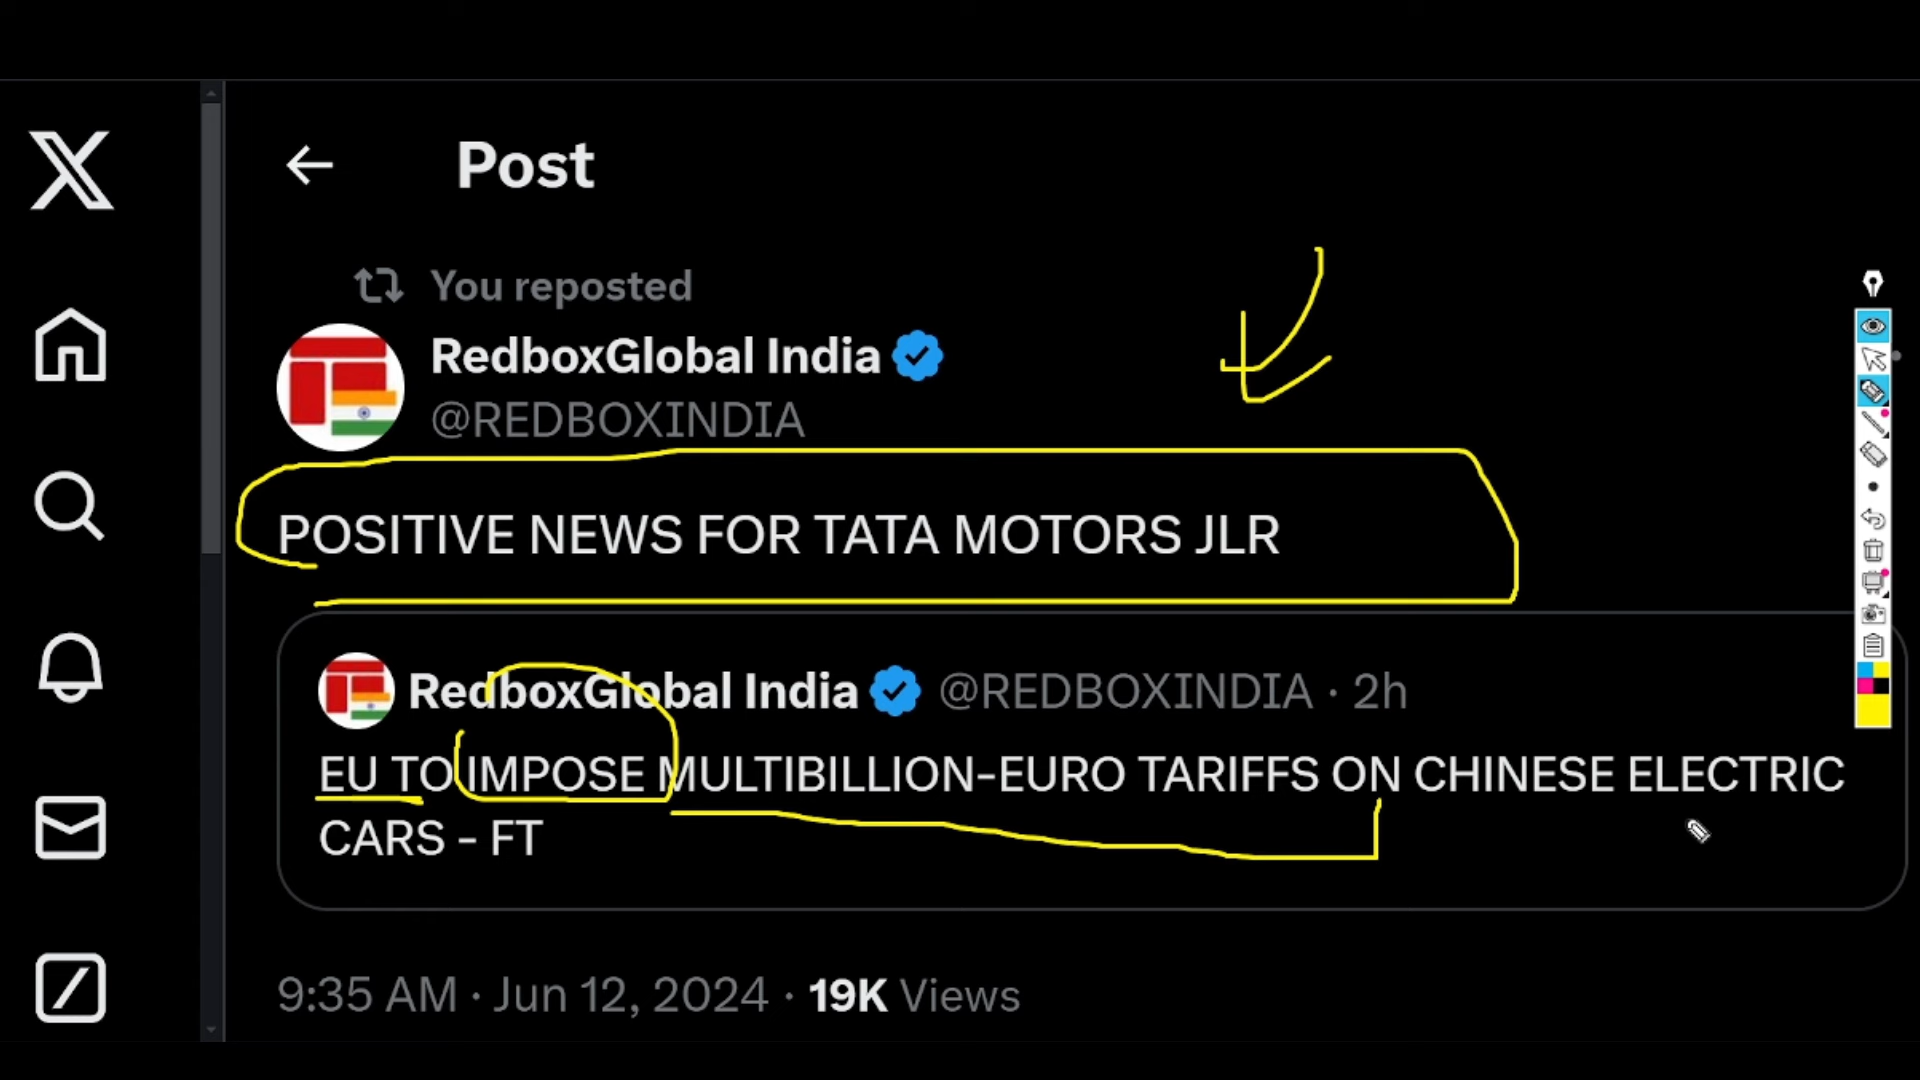 Post
You reposted
RedboxGlobal India
@REDBOXINDIA
POSITIVE NEWS FOR TATA MOTORS JLR
RedboxGlobal India @REDBOXINDIA · 2h
EU TO IMPOSE MULTIBILLION-EURO TARIFFS ON CHINESE ELECTRIC
CARS - FT
9:35 AM · Jun 12, 2024 · 19K Views